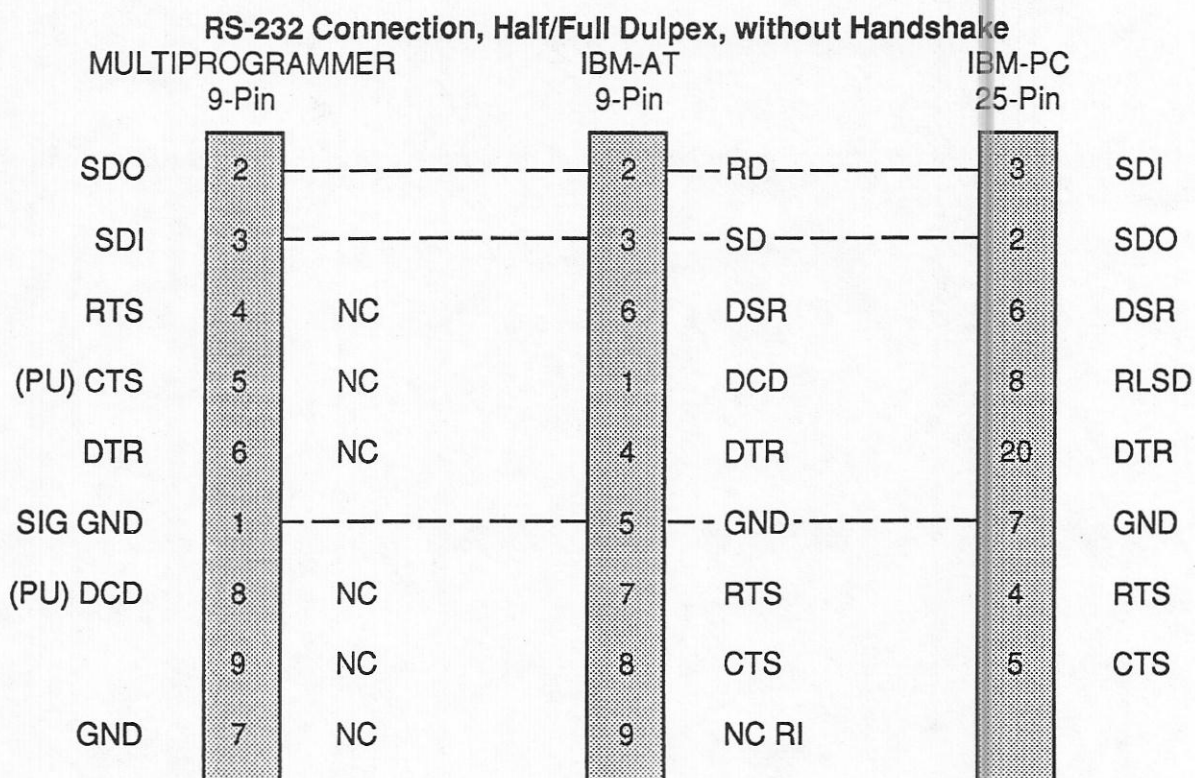 RS-232 Connection, Half/Full Dulpex, without Handshake
MULTIPROGRAMMER IBM-AT IBM-PC
9-Pin 9-Pin 25-Pin
SDO 2 2 RD 3 SDI
SDI 3 3 SD 2 SDO
RTS 4 NC 6 DSR 6 DSR
(PU) CTS 5 NC 1 DCD 8 RLSD
DTR 6 NC 4 DTR 20 DTR
SIG GND 1 5 GND 7 GND
(PU) DCD 8 NC 7 RTS 4 RTS
9 NC 8 CTS 5 CTS
GND 7 NC 9 NC RI